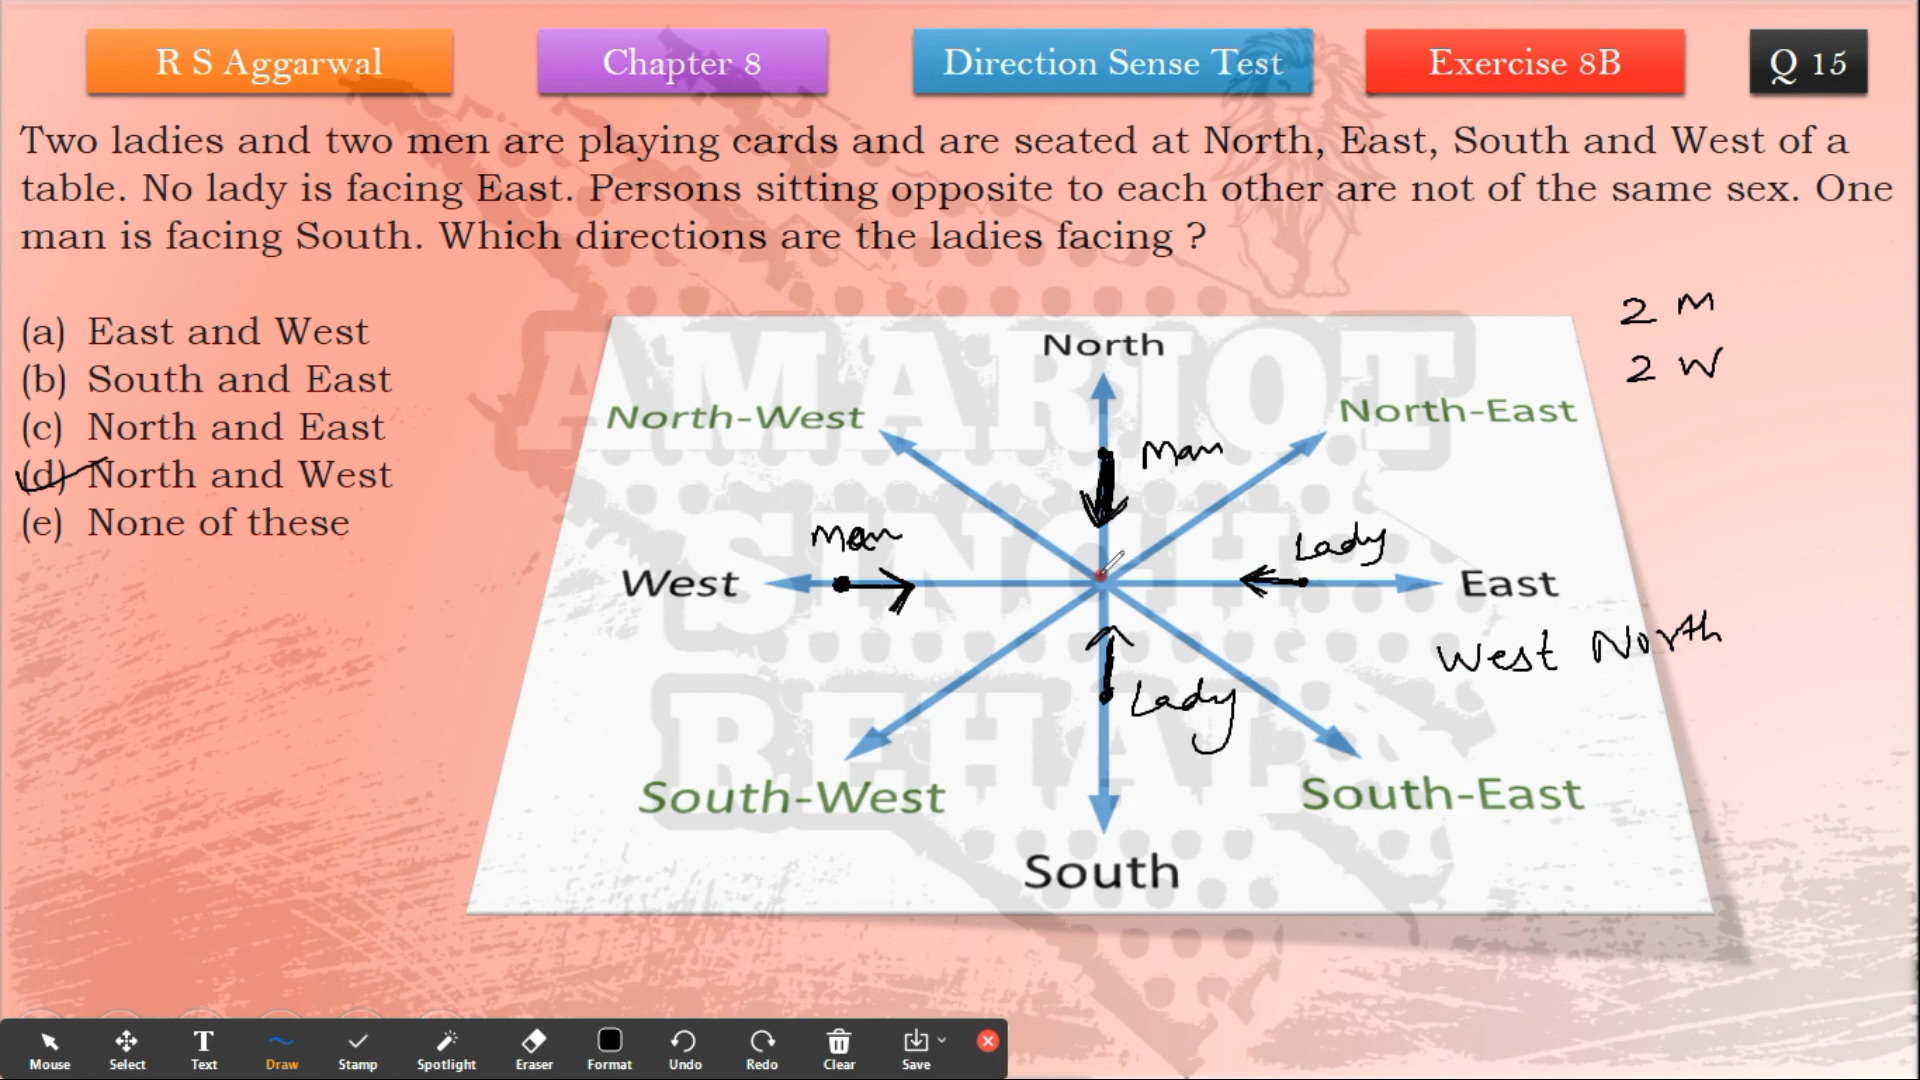 R S Aggarwal
Chapter 8
Direction Sense Test
Exercise 8B
Q 15
Two ladies and two men are playing cards and are seated at North, East, South and West of a
table. No lady is facing East. Persons sitting opposite to each other are not of the same sex. One
man is facing South. Which directions are the ladies facing ?
(a) East and West
(b) South and East
(c) North and East
(d) North and West
(e) None of these
2 M
2 W
North
North-West
North-East
Man
Man
Lady
West
East
West North
Lady
South-West
South-East
South
AMARJOT
SINGH
BEHAL
Mouse
Select
Text
Draw
Stamp
Spotlight
Eraser
Format
Undo
Redo
Clear
Save